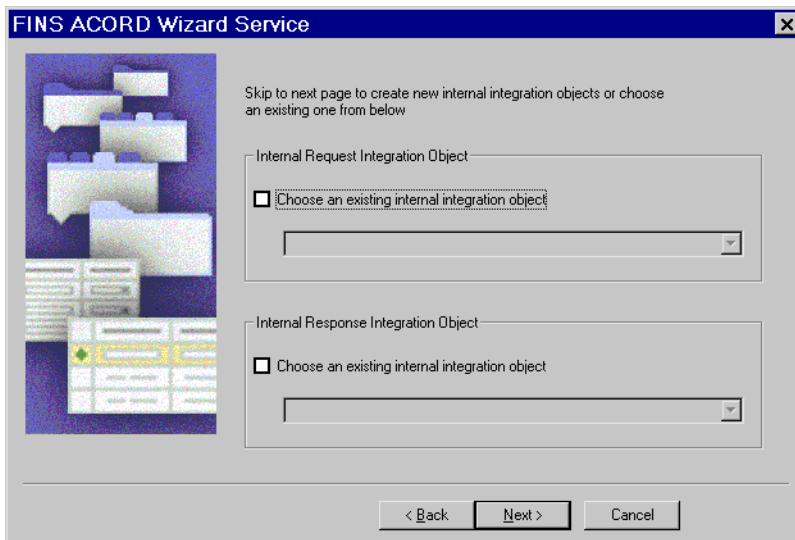 FINS ACORD Wizard Service
Skip to next page to create new internal integration objects or choose
an existing one from below
Internal Request Integration Object
Choose an existing internal integration object
Internal Response Integration Object
Choose an existing internal integration object
< Back
Next >
Cancel